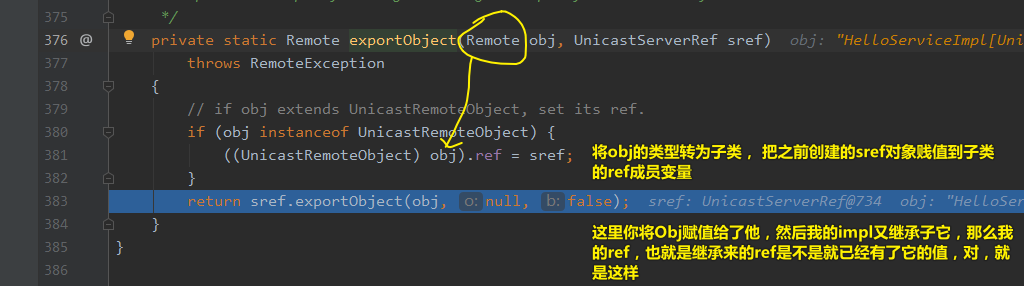 375 */
376 @ private static Remote exportObject(Remote obj, UnicastServerRef sref) obj: "HelloServiceImpl[Uni
377 throws RemoteException
378 {
379 // if obj extends UnicastRemoteObject, set its ref.
380 if (obj instanceof UnicastRemoteObject) {
381 ((UnicastRemoteObject) obj).ref = sref;
将obj的类型转为子类，把之前创建的sref对象贱值到子类
的ref成员变量
382 }
383 return sref.exportObject(obj, o: null, b: false); sref: UnicastServerRef@734 obj: "HelloSer
384 }
这里你将Obj赋值给了他，然后我的impl又继承子它，那么我
的ref，也就是继承来的ref是不是就已经有了它的值，对，就
是这样
385 }
386